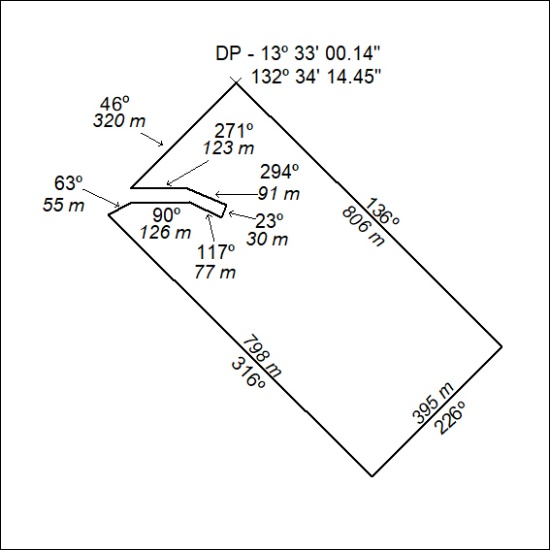 DP - 13º 33' 00.14"
132º 34' 14.45"
46º
320 m
271º
123 m
294º
91 m
63º
55 m
90º
126 m
23º
30 m
117º
77 m
136º
806 m
798 m
316º
395 m
226º